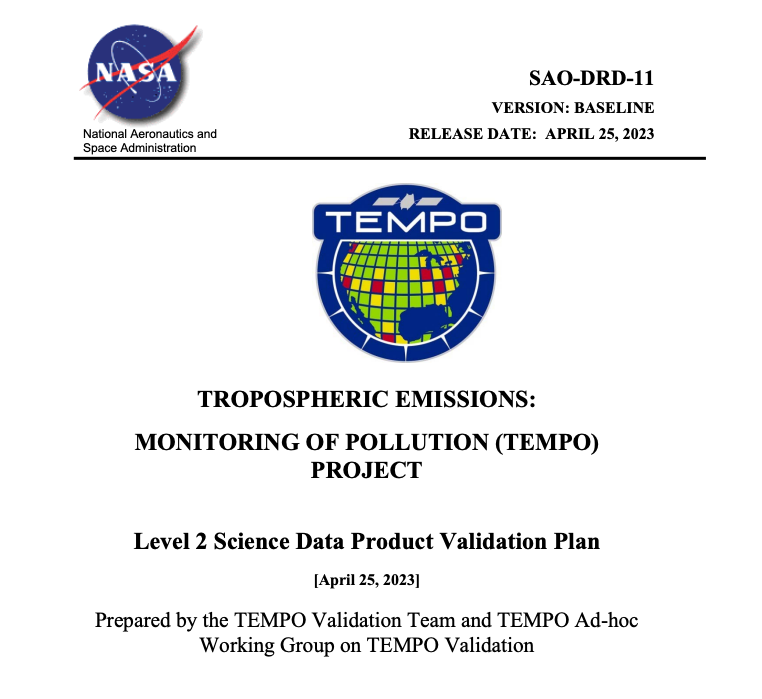 NASA
National Aeronautics and
Space Administration
SAO-DRD-11
VERSION: BASELINE
RELEASE DATE: APRIL 25, 2023
TEMPO
TROPOSPHERIC EMISSIONS:
MONITORING OF POLLUTION (TEMPO)
PROJECT
Level 2 Science Data Product Validation Plan
[April 25, 2023]
Prepared by the TEMPO Validation Team and TEMPO Ad-hoc
Working Group on TEMPO Validation